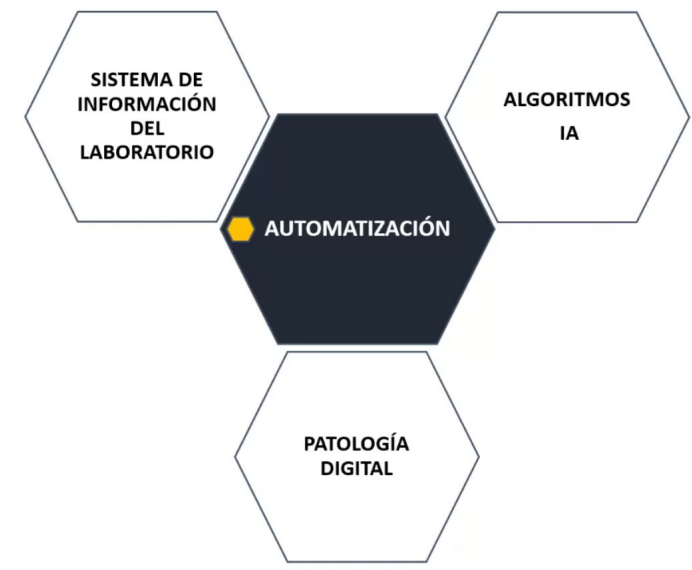 SISTEMA DE
INFORMACIÓN
DEL
LABORATORIO
ALGORITMOS
IA
AUTOMATIZACIÓN
PATOLOGÍA
DIGITAL